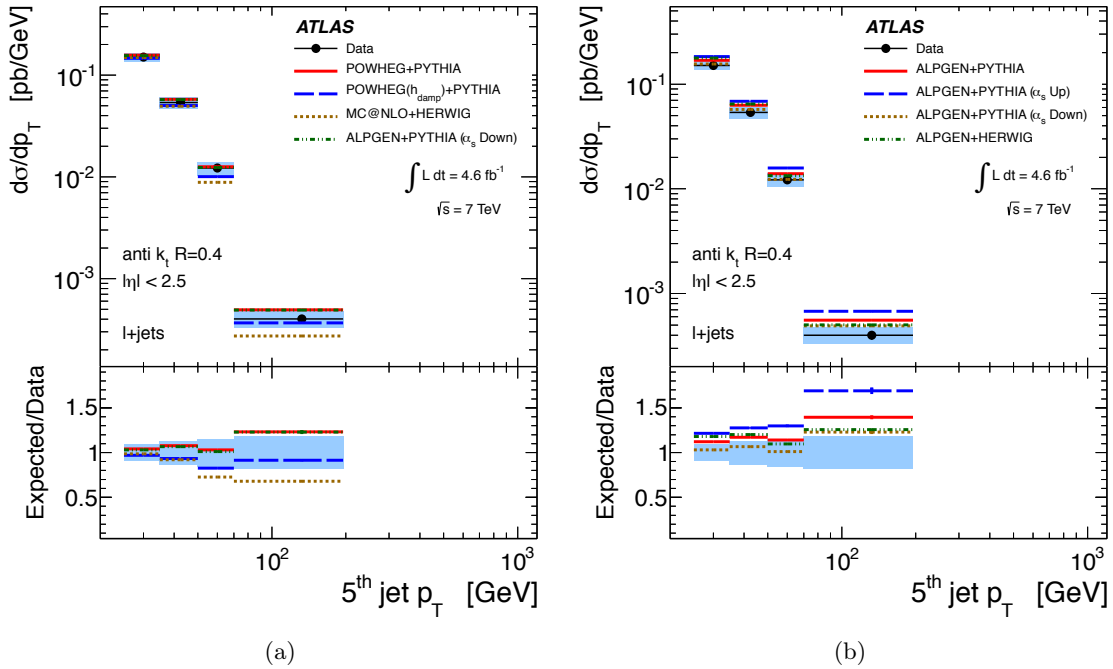 dσ/dp_T [pb/GeV]
10⁻¹
10⁻²
10⁻³
ATLAS
Data
POWHEG+PYTHIA
POWHEG(h_damp)+PYTHIA
MC@NLO+HERWIG
ALPGEN+PYTHIA (α_s Down)
∫ L dt = 4.6 fb⁻¹
√s = 7 TeV
anti k_t R=0.4
|η| < 2.5
l+jets
Expected/Data
1.5
1
0.5
10²
10³
5ᵗʰ jet p_T [GeV]
(a)
dσ/dp_T [pb/GeV]
10⁻¹
10⁻²
10⁻³
ATLAS
Data
ALPGEN+PYTHIA
ALPGEN+PYTHIA (α_s Up)
ALPGEN+PYTHIA (α_s Down)
ALPGEN+HERWIG
∫ L dt = 4.6 fb⁻¹
√s = 7 TeV
anti k_t R=0.4
|η| < 2.5
l+jets
Expected/Data
1.5
1
0.5
10²
10³
5ᵗʰ jet p_T [GeV]
(b)